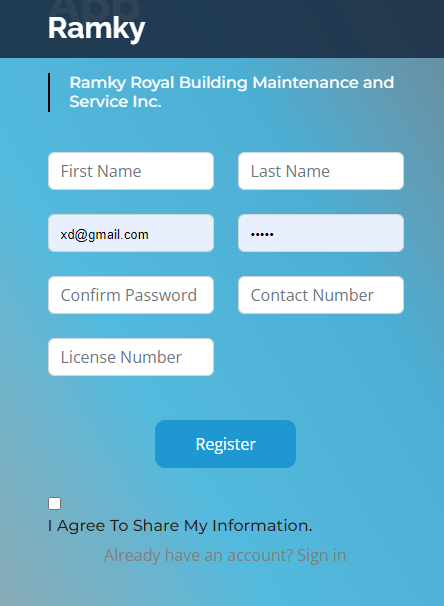 App
Ramky
Ramky Royal Building Maintenance and
Service Inc.
First Name
Last Name
xd@gmail.com
•••••
Confirm Password
Contact Number
License Number
Register
I Agree To Share My Information.
Already have an account? Sign in